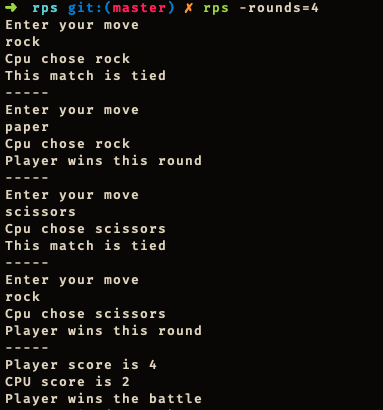 ➜ rps git:(master) ✗ rps -rounds=4
Enter your move
rock
Cpu chose rock
This match is tied
-----
Enter your move
paper
Cpu chose rock
Player wins this round
-----
Enter your move
scissors
Cpu chose scissors
This match is tied
-----
Enter your move
rock
Cpu chose scissors
Player wins this round
-----
Player score is 4
CPU score is 2
Player wins the battle